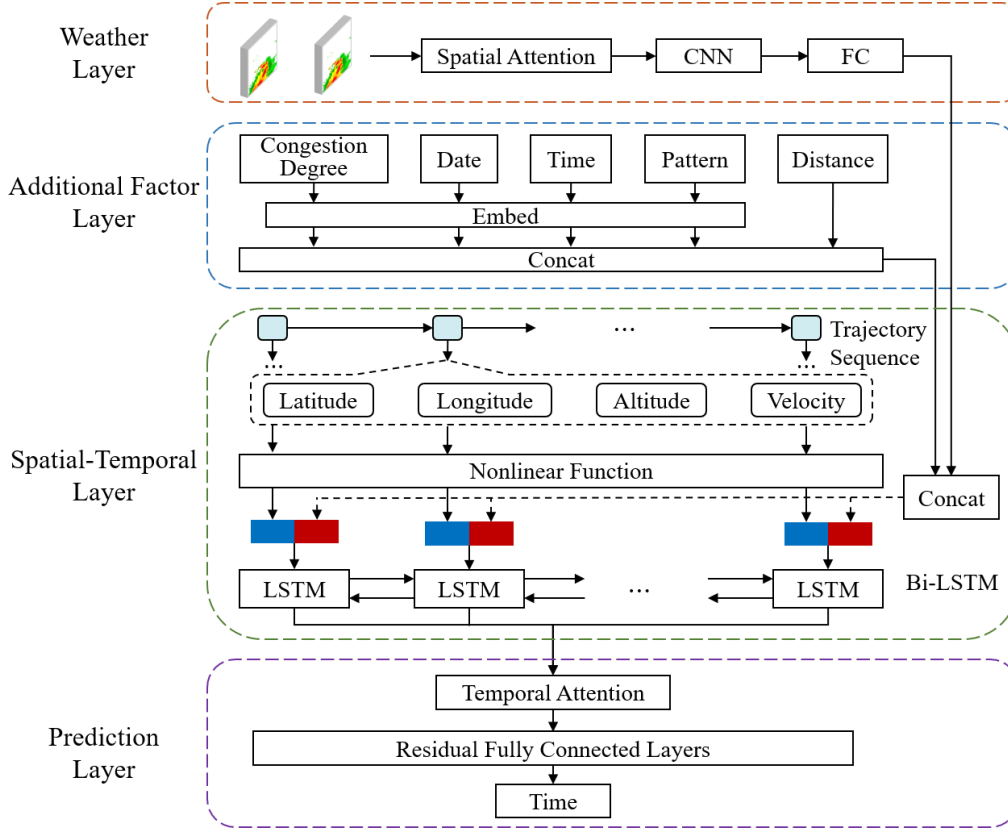 Weather
Layer
Spatial Attention
CNN
FC
Additional Factor
Layer
Congestion
Degree
Date
Time
Pattern
Distance
Embed
Concat
Spatial-Temporal
Layer
...
Trajectory
Sequence
...
...
Latitude
Longitude
Altitude
Velocity
Nonlinear Function
Concat
LSTM
LSTM
...
LSTM
Bi-LSTM
Prediction
Layer
Temporal Attention
Residual Fully Connected Layers
Time